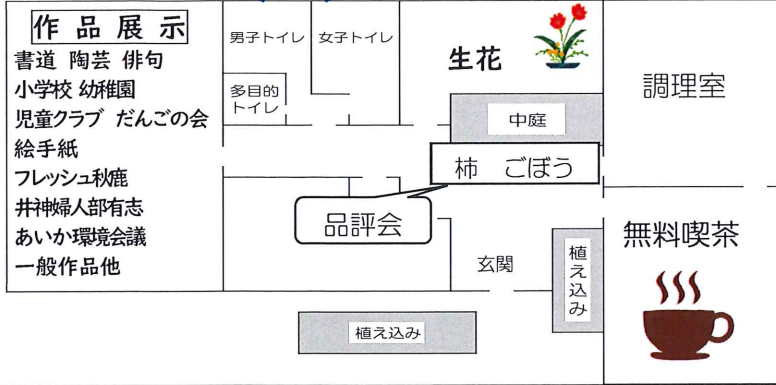 作品展示
書道 陶芸 俳句
小学校 幼稚園
児童クラブ だんごの会
絵手紙
フレッシュ秋鹿
井神婦人部有志
あいか環境会議
一般作品他
男子トイレ
女子トイレ
多目的
トイレ
生花
中庭
柿 ごぼう
品評会
調理室
無料喫茶
玄関
植え込み
植え込み